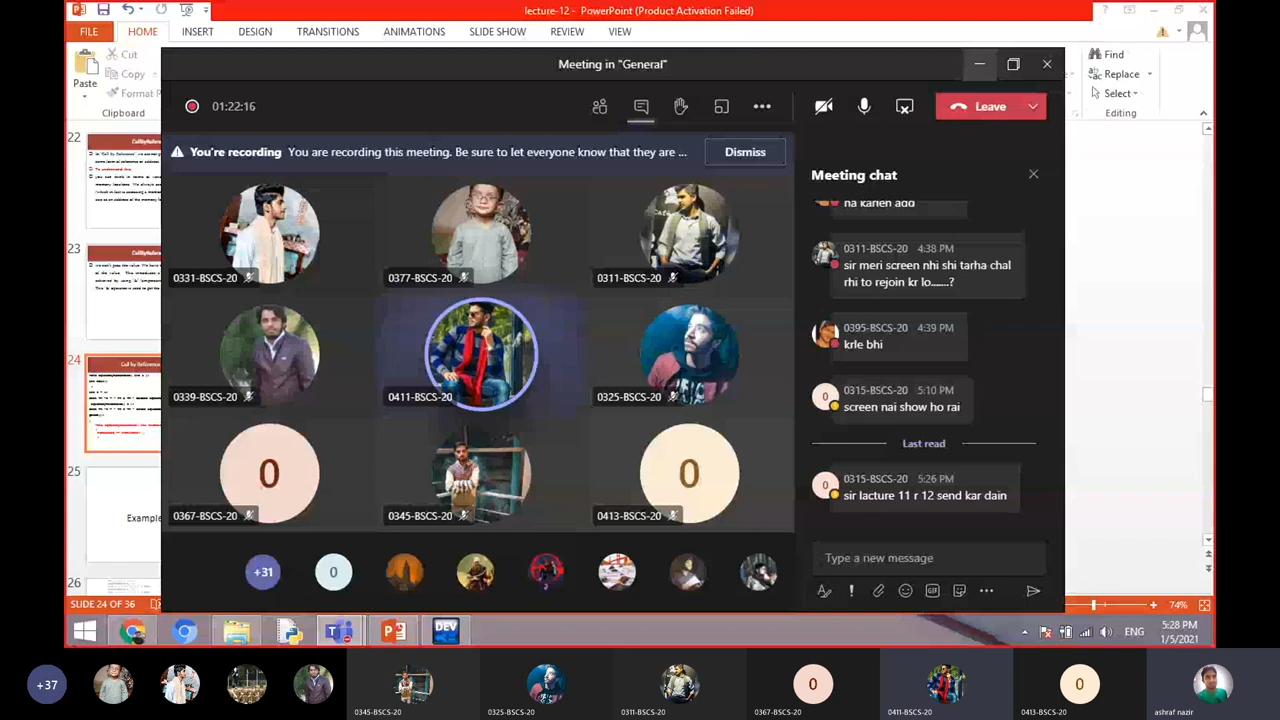 lecture-12 - PowerPoint (Product Activation Failed)
FILE
HOME
INSERT
DESIGN
TRANSITIONS
ANIMATIONS
SLIDE SHOW
REVIEW
VIEW
Paste
Cut
Copy
Format
Clipboard
Find
Replace
Select
Editing
Meeting in "General"
01:22:16
Leave
You're recording You are recording this meeting. Be sure to let everyone know that they are ...
Dismiss
0331-BSCS-20
0377-BSCS-20
0311-BSCS-20
0339-BSCS-20
0411-BSCS-20
0325-BSCS-20
0
0
0367-BSCS-20
0345-BSCS-20
0413-BSCS-20
+31
0
Meeting chat
na karien add
0311-BSCS-20 4:38 PM
sir meri screen nhi shi tarha chal
rhi to rejoin kr lo.......?
0395-BSCS-20 4:39 PM
krle bhi
0
0315-BSCS-20 5:10 PM
screen nai show ho rai
Last read
0
0315-BSCS-20 5:26 PM
sir lacture 11 r 12 send kar dain
Type a new message
GIF
22
23
24
25
Example
26
SLIDE 24 OF 36
74%
DEV
ENG
5:28 PM
1/5/2021
+37
0345-BSCS-20
0325-BSCS-20
0311-BSCS-20
0
0367-BSCS-20
0411-BSCS-20
0
0413-BSCS-20
ashraf nazir